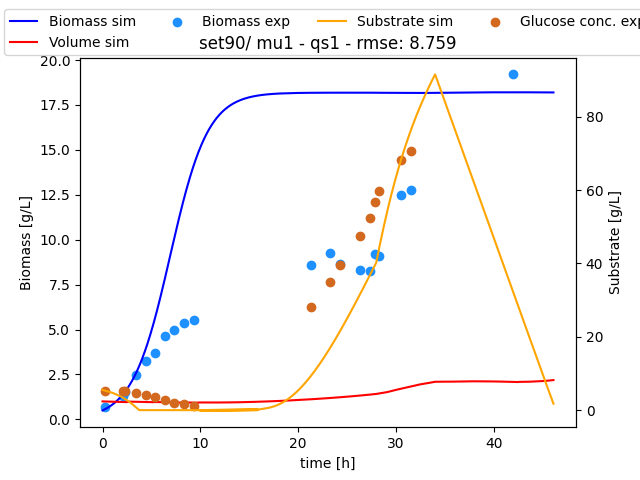 Biomass sim  Biomass exp  Substrate sim  Glucose conc. exp
Volume sim
set90/ mu1 - qs1 - rmse: 8.759
20.0
17.5
15.0
12.5
10.0
7.5
5.0
2.5
0.0
Biomass [g/L]
80
60
40
20
0
Substrate [g/L]
0 10 20 30 40
time [h]